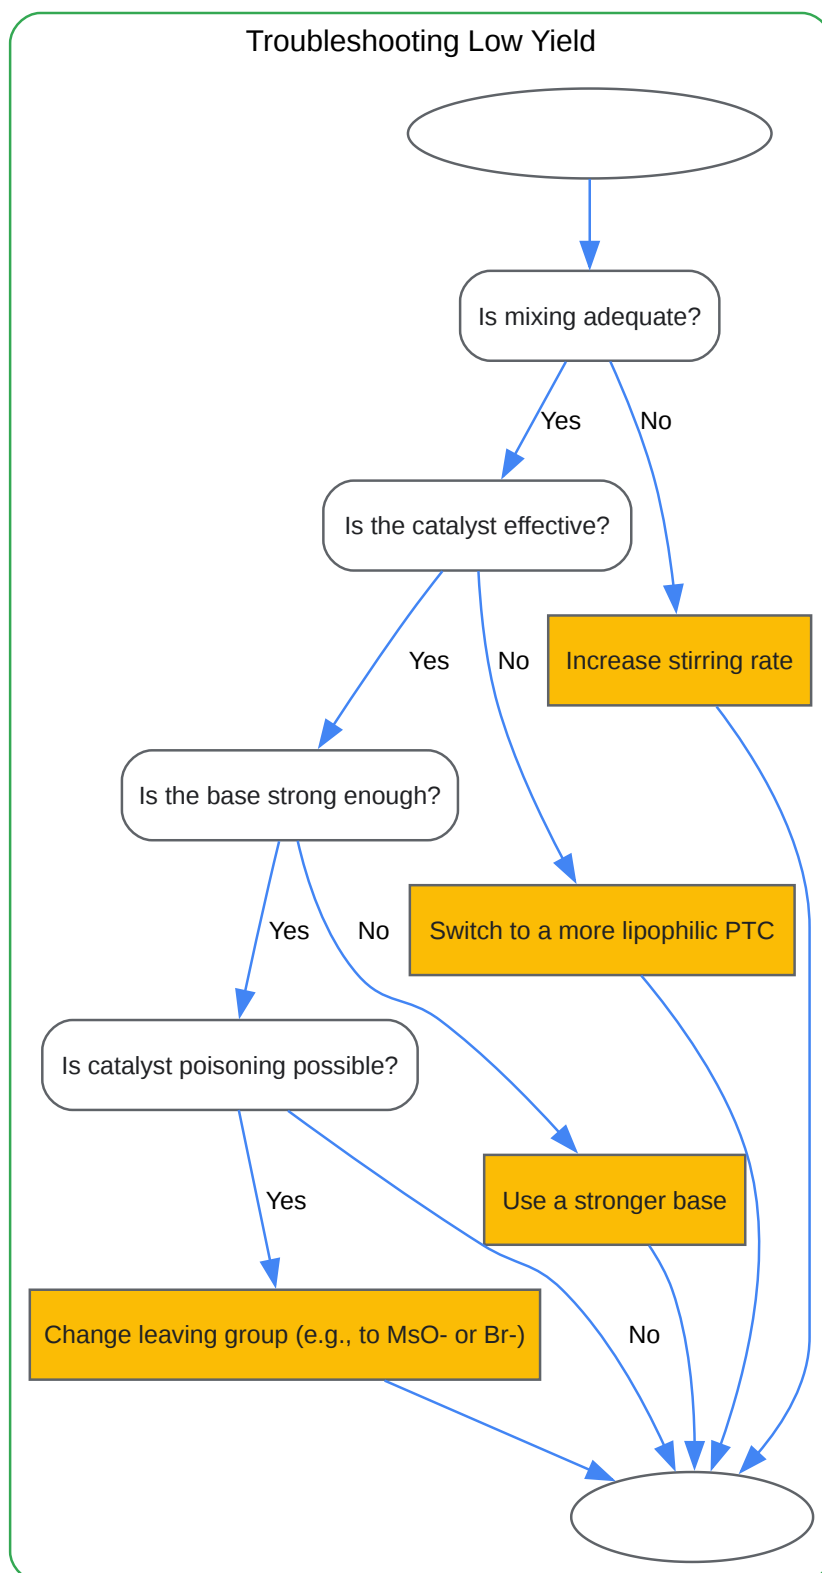 Troubleshooting Low Yield
Is mixing adequate?
Yes
No
Is the catalyst effective?
Yes
No
Increase stirring rate
Is the base strong enough?
Yes
No
Switch to a more lipophilic PTC
Is catalyst poisoning possible?
Yes
Use a stronger base
Change leaving group (e.g., to MsO- or Br-)
No